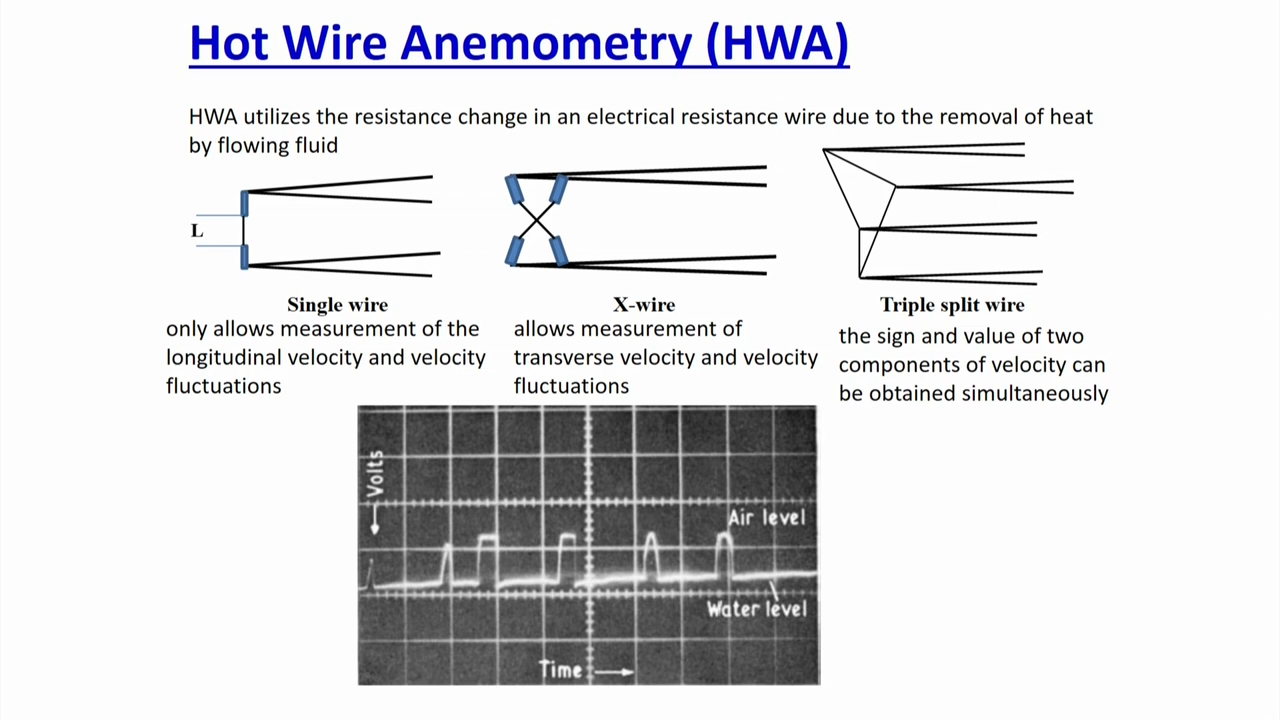 Hot Wire Anemometry (HWA)
HWA utilizes the resistance change in an electrical resistance wire due to the removal of heat
by flowing fluid
L
Single wire
only allows measurement of the
longitudinal velocity and velocity
fluctuations
X-wire
allows measurement of
transverse velocity and velocity
fluctuations
Triple split wire
the sign and value of two
components of velocity can
be obtained simultaneously
Volts
Air level
Water level
Time